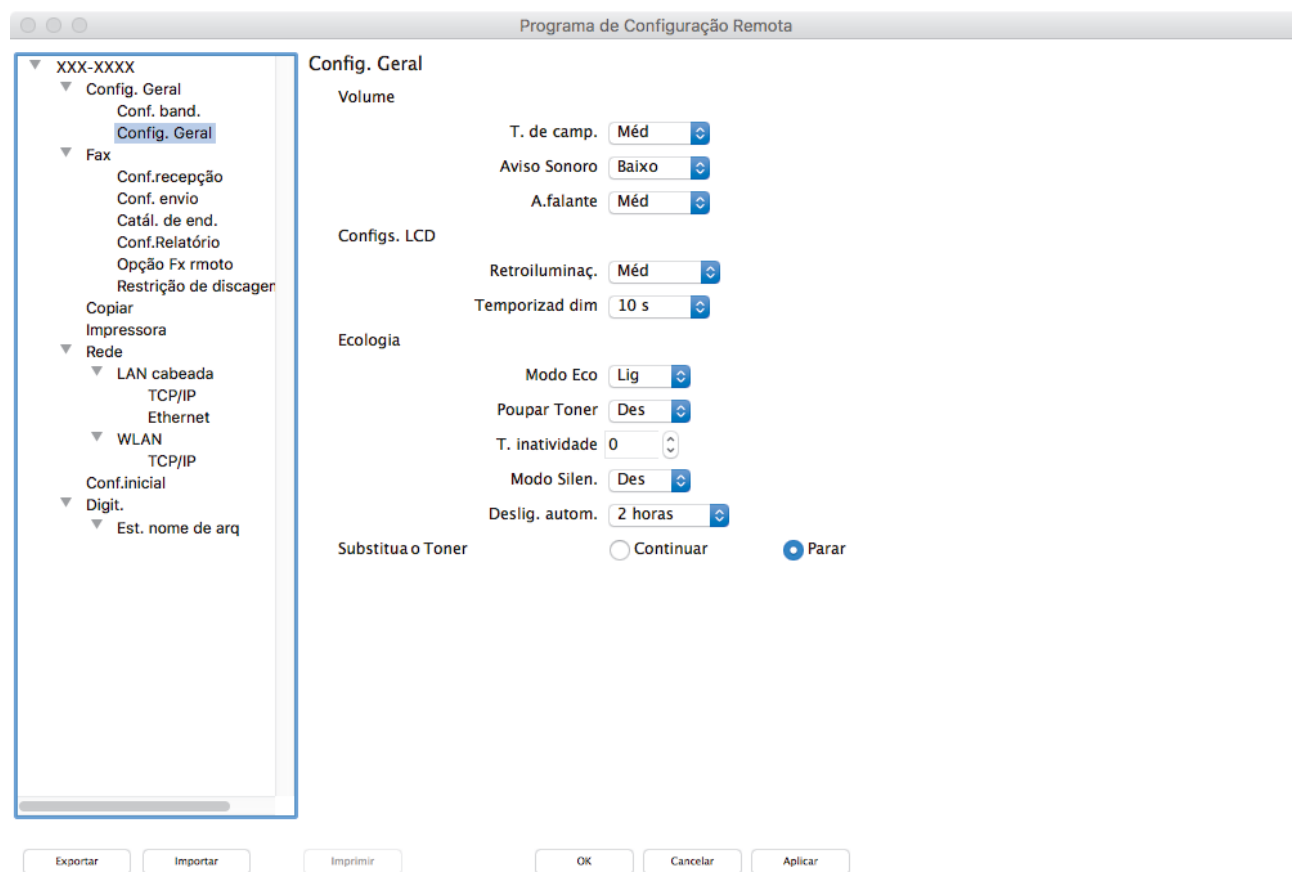 Programa de Configuração Remota
XXX-XXXX
Config. Geral
Conf. band.
Config. Geral
Fax
Conf.recepção
Conf. envio
Catál. de end.
Conf.Relatório
Opção Fx rmoto
Restrição de discagen
Copiar
Impressora
Rede
LAN cabeada
TCP/IP
Ethernet
WLAN
TCP/IP
Conf.inicial
Digit.
Est. nome de arq
Config. Geral
Volume
T. de camp. Méd
Aviso Sonoro Baixo
A.falante Méd
Configs. LCD
Retroiluminaç. Méd
Temporizad dim 10 s
Ecologia
Modo Eco Lig
Poupar Toner Des
T. inatividade 0
Modo Silen. Des
Deslig. autom. 2 horas
Substitua o Toner Continuar Parar
Exportar Importar Imprimir OK Cancelar Aplicar